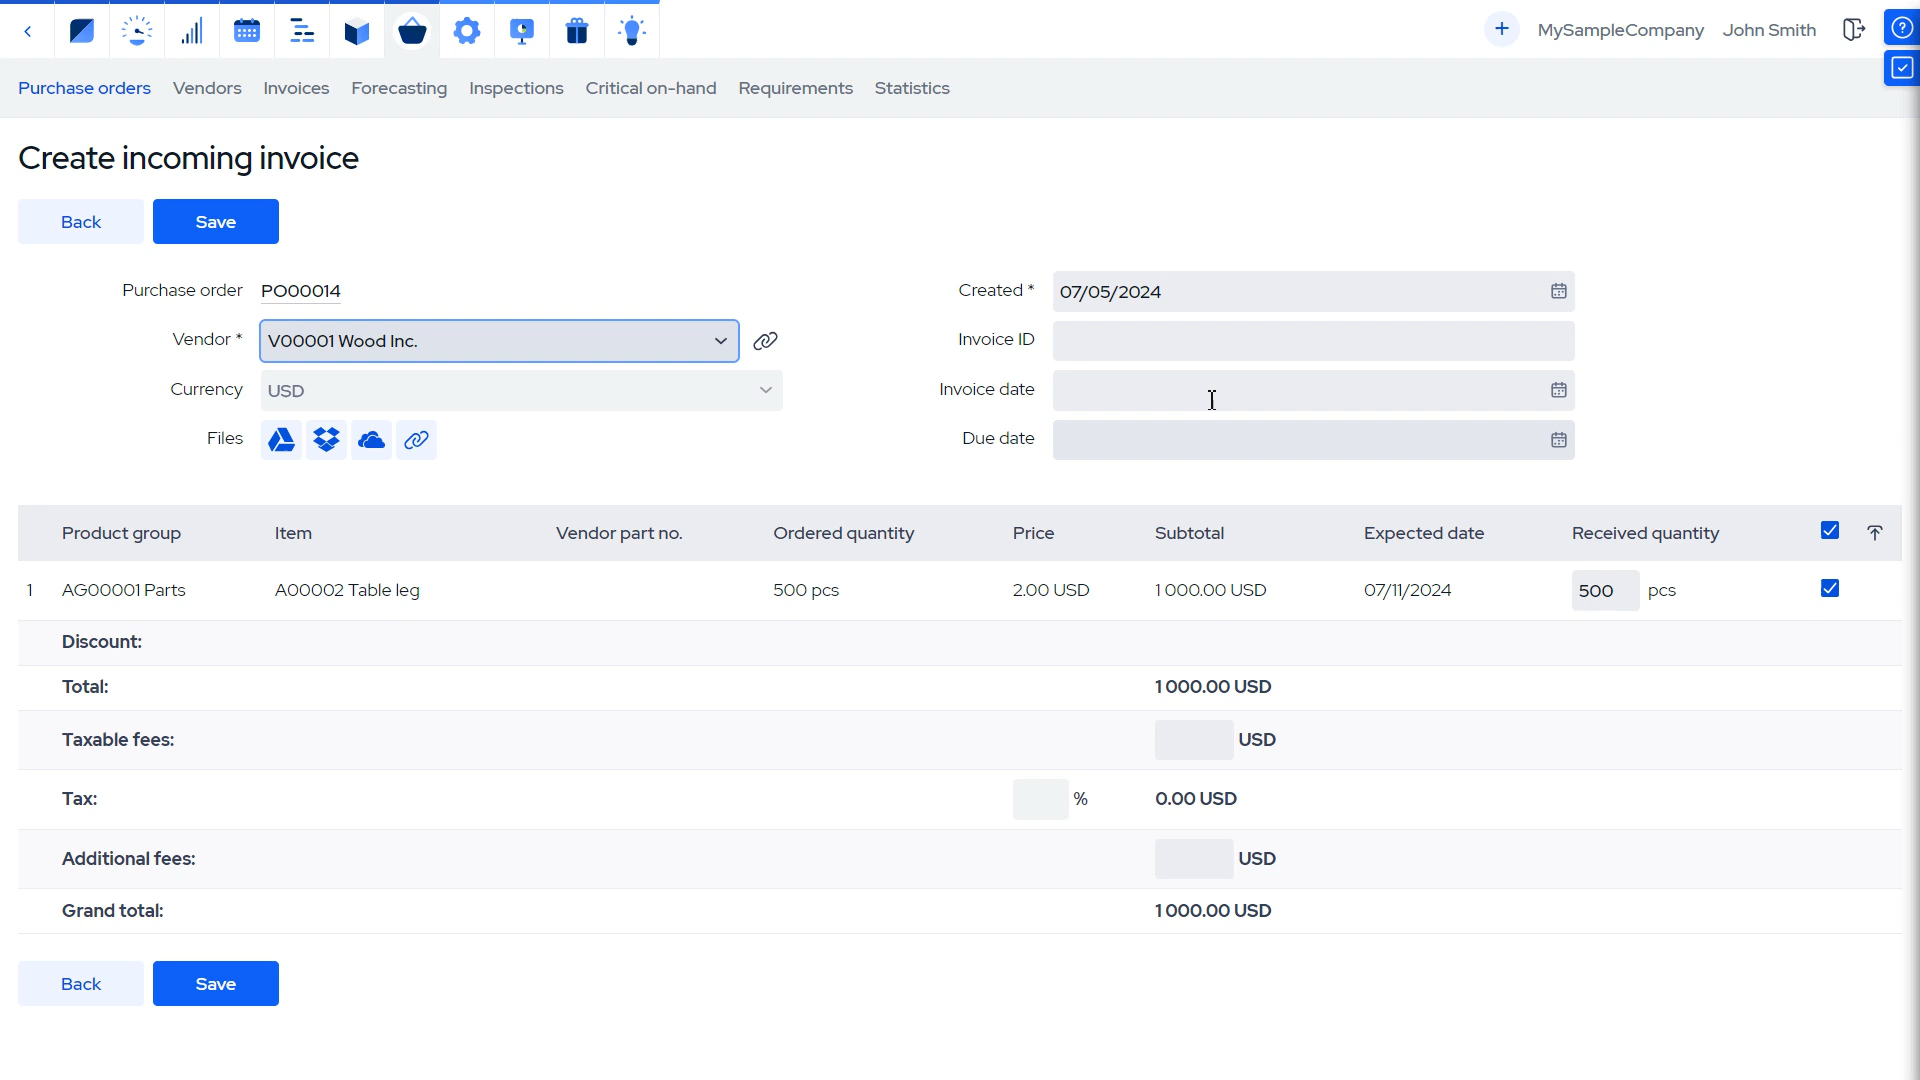 MySampleCompany John Smith
Purchase orders Vendors Invoices Forecasting Inspections Critical on-hand Requirements Statistics
Create incoming invoice
Back Save
Purchase order PO00014 Created * 07/05/2024
Vendor * V00001 Wood Inc. Invoice ID
Currency USD Invoice date
Files Due date
Product group Item Vendor part no. Ordered quantity Price Subtotal Expected date Received quantity
1 AG00001 Parts A00002 Table leg 500 pcs 2.00 USD 1 000.00 USD 07/11/2024 500 pcs
Discount:
Total: 1 000.00 USD
Taxable fees: USD
Tax: % 0.00 USD
Additional fees: USD
Grand total: 1 000.00 USD
Back Save